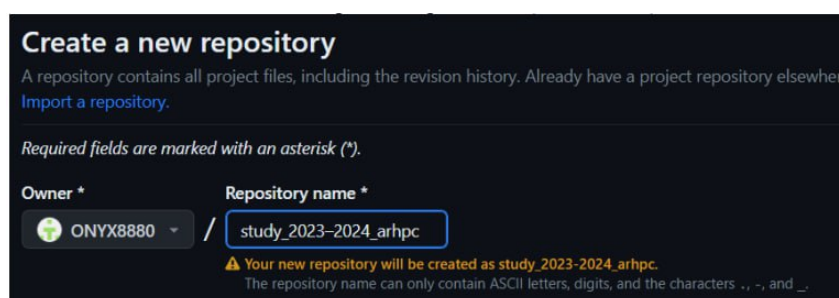 Create a new repository
A repository contains all project files, including the revision history. Already have a project repository elsewher
Import a repository.
Required fields are marked with an asterisk (*).
Owner *
Repository name *
ONYX8880
/
study_2023–2024_arhpc
Your new repository will be created as study_2023-2024_arhpc.
The repository name can only contain ASCII letters, digits, and the characters ., -, and _.